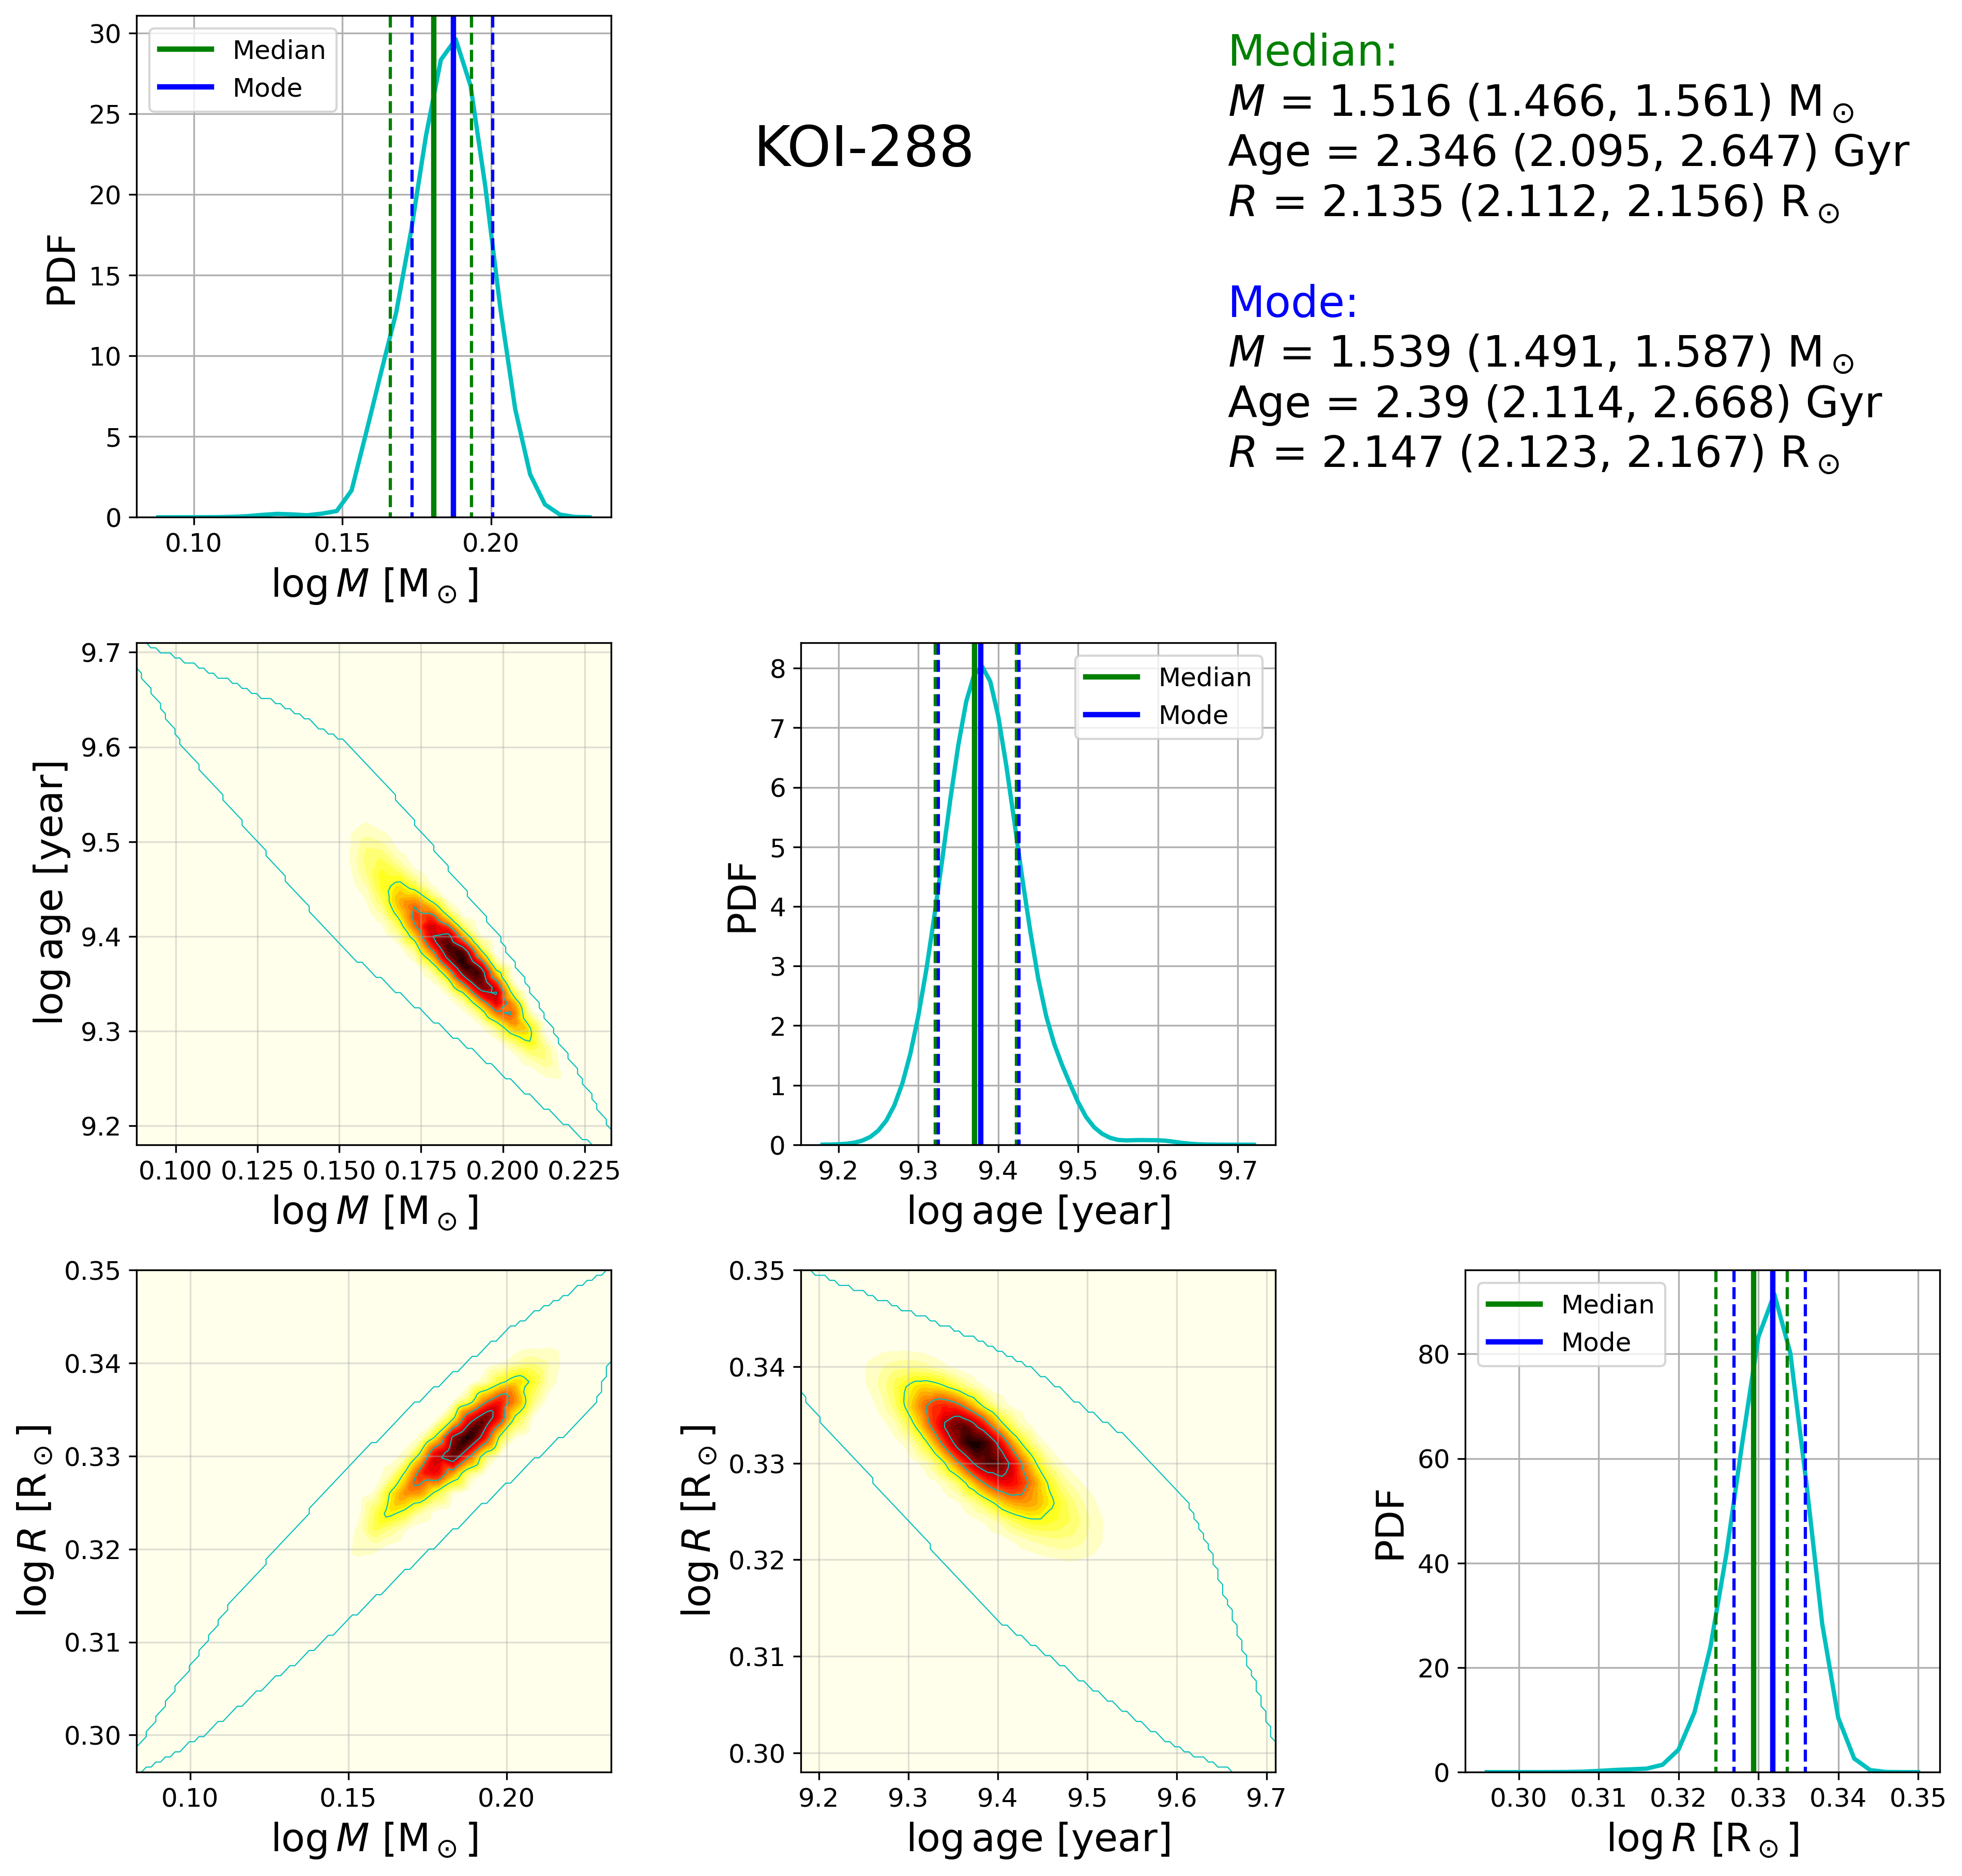 Median
Mode
30
25
20
15
10
5
0
PDF
0.10 0.15 0.20
log M [M⊙]
KOI-288
Median:
M = 1.516 (1.466, 1.561) M⊙
Age = 2.346 (2.095, 2.647) Gyr
R = 2.135 (2.112, 2.156) R⊙
Mode:
M = 1.539 (1.491, 1.587) M⊙
Age = 2.39 (2.114, 2.668) Gyr
R = 2.147 (2.123, 2.167) R⊙
9.7
9.6
9.5
9.4
9.3
9.2
log age [year]
0.100 0.125 0.150 0.175 0.200 0.225
log M [M⊙]
Median
Mode
8
7
6
5
4
3
2
1
0
PDF
9.2 9.3 9.4 9.5 9.6 9.7
log age [year]
0.35
0.34
0.33
0.32
0.31
0.30
log R [R⊙]
0.10 0.15 0.20
log M [M⊙]
0.35
0.34
0.33
0.32
0.31
0.30
log R [R⊙]
9.2 9.3 9.4 9.5 9.6 9.7
log age [year]
Median
Mode
80
60
40
20
0
PDF
0.30 0.31 0.32 0.33 0.34 0.35
log R [R⊙]